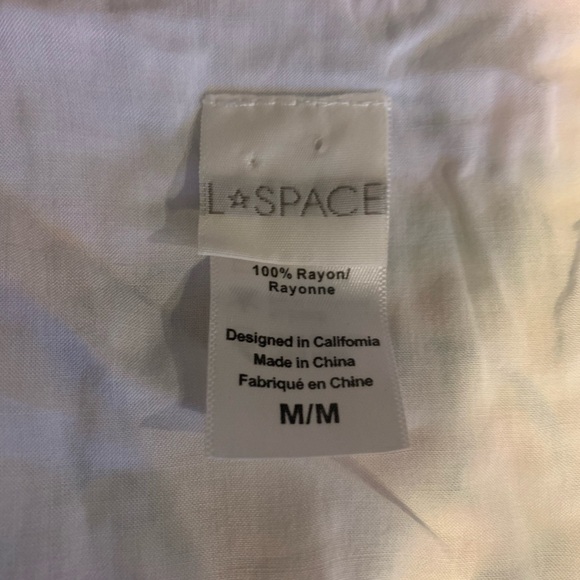 L☆SPACE
100% Rayon/
Rayonne
Designed in California
Made in China
Fabriqué en Chine
M/M